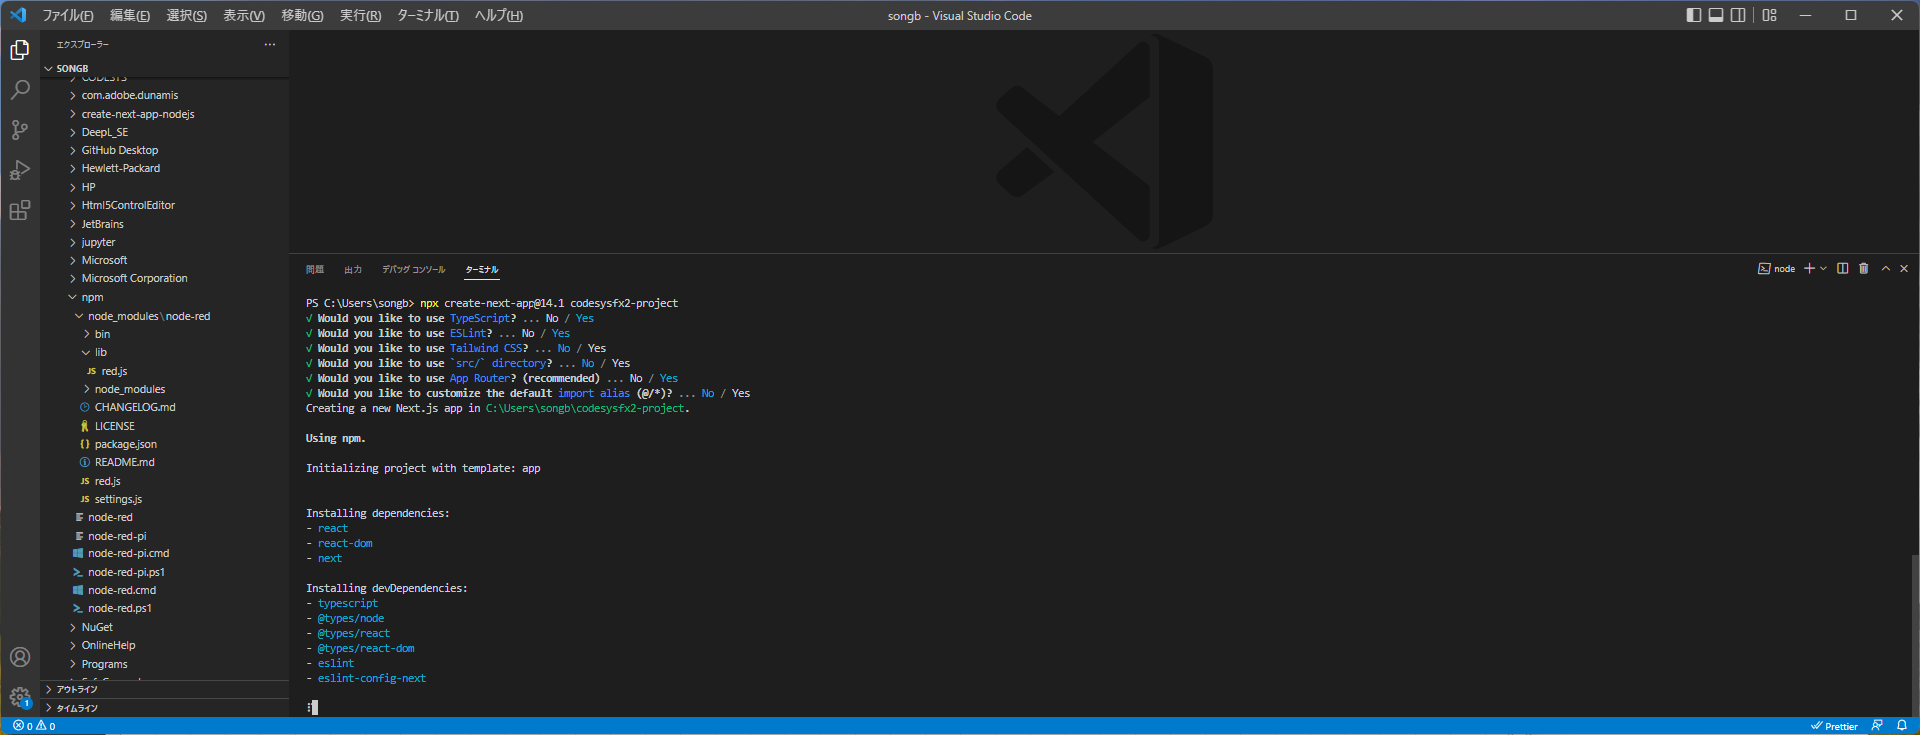 ファイル(F) 編集(E) 選択(S) 表示(V) 移動(G) 実行(R) ターミナル(T) ヘルプ(H)
songb - Visual Studio Code
エクスプローラー
SONGB
CODESYS
com.adobe.dunamis
create-next-app-nodejs
DeepL_SE
GitHub Desktop
Hewlett-Packard
HP
Html5ControlEditor
JetBrains
jupyter
Microsoft
Microsoft Corporation
npm
node_modules\node-red
bin
lib
JS red.js
node_modules
CHANGELOG.md
LICENSE
{} package.json
README.md
JS red.js
JS settings.js
node-red
node-red-pi
node-red-pi.cmd
node-red-pi.ps1
node-red.cmd
node-red.ps1
NuGet
OnlineHelp
Programs
アウトライン
タイムライン
問題 出力 デバッグ コンソール ターミナル
node
PS C:\Users\songb> npx create-next-app@14.1 codesysfx2-project
√ Would you like to use TypeScript? ... No / Yes
√ Would you like to use ESLint? ... No / Yes
√ Would you like to use Tailwind CSS? ... No / Yes
√ Would you like to use `src/` directory? ... No / Yes
√ Would you like to use App Router? (recommended) ... No / Yes
√ Would you like to customize the default import alias (@/*)? ... No / Yes
Creating a new Next.js app in C:\Users\songb\codesysfx2-project.
Using npm.
Initializing project with template: app
Installing dependencies:
- react
- react-dom
- next
Installing devDependencies:
- typescript
- @types/node
- @types/react
- @types/react-dom
- eslint
- eslint-config-next
1
0 0
Prettier